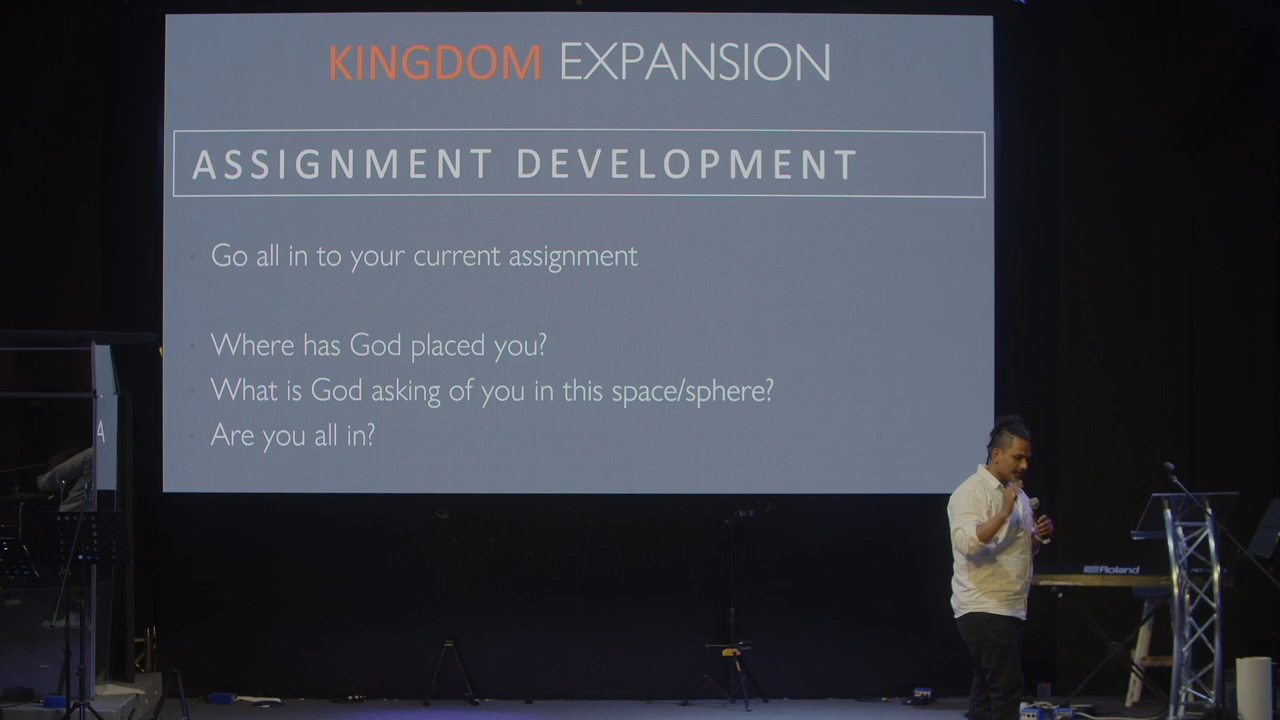 KINGDOM EXPANSION
ASSIGNMENT DEVELOPMENT
Go all in to your current assignment
Where has God placed you?
What is God asking of you in this space/sphere?
Are you all in?
A
Roland